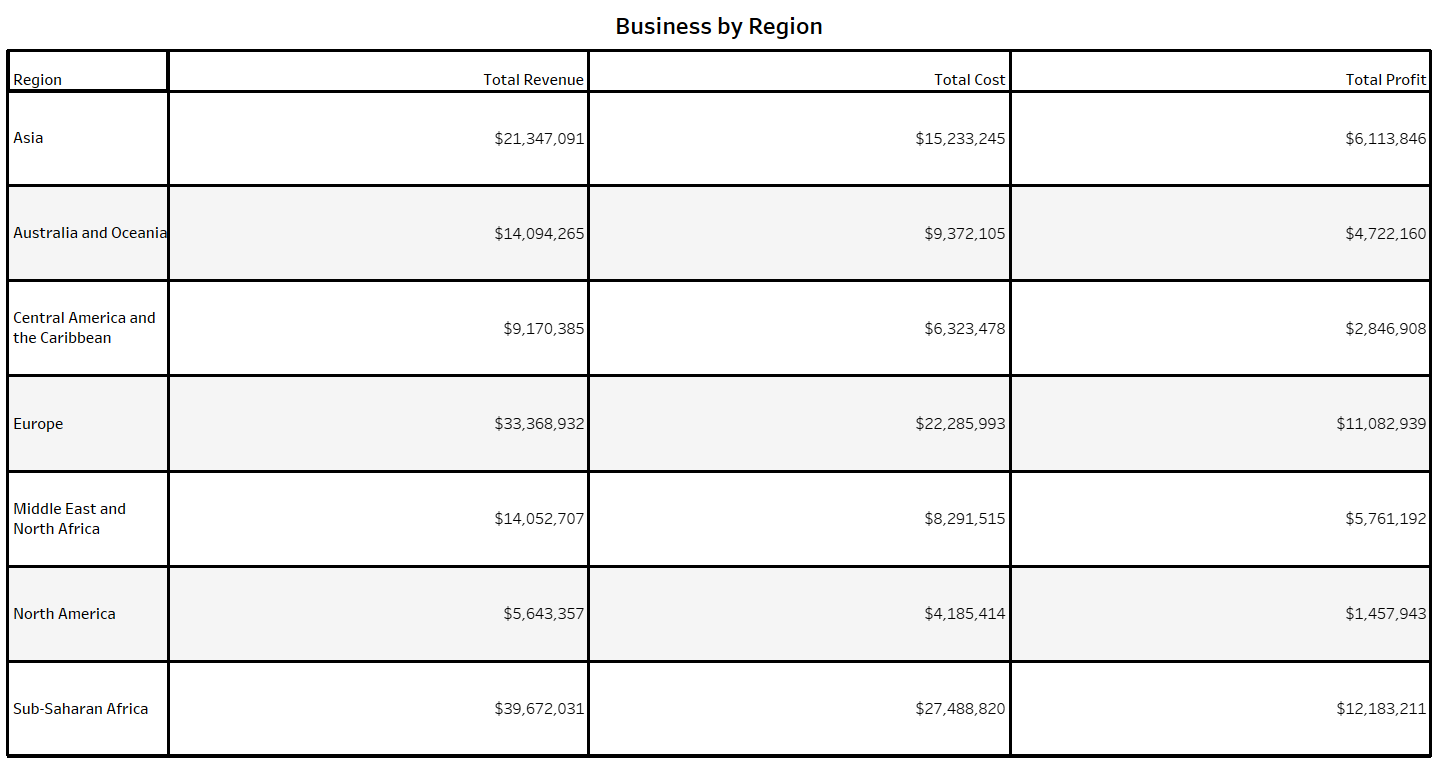 Business by Region
Region Total Revenue Total Cost Total Profit
Asia $21,347,091 $15,233,245 $6,113,846
Australia and Oceania $14,094,265 $9,372,105 $4,722,160
Central America and
the Caribbean $9,170,385 $6,323,478 $2,846,908
Europe $33,368,932 $22,285,993 $11,082,939
Middle East and
North Africa $14,052,707 $8,291,515 $5,761,192
North America $5,643,357 $4,185,414 $1,457,943
Sub-Saharan Africa $39,672,031 $27,488,820 $12,183,211